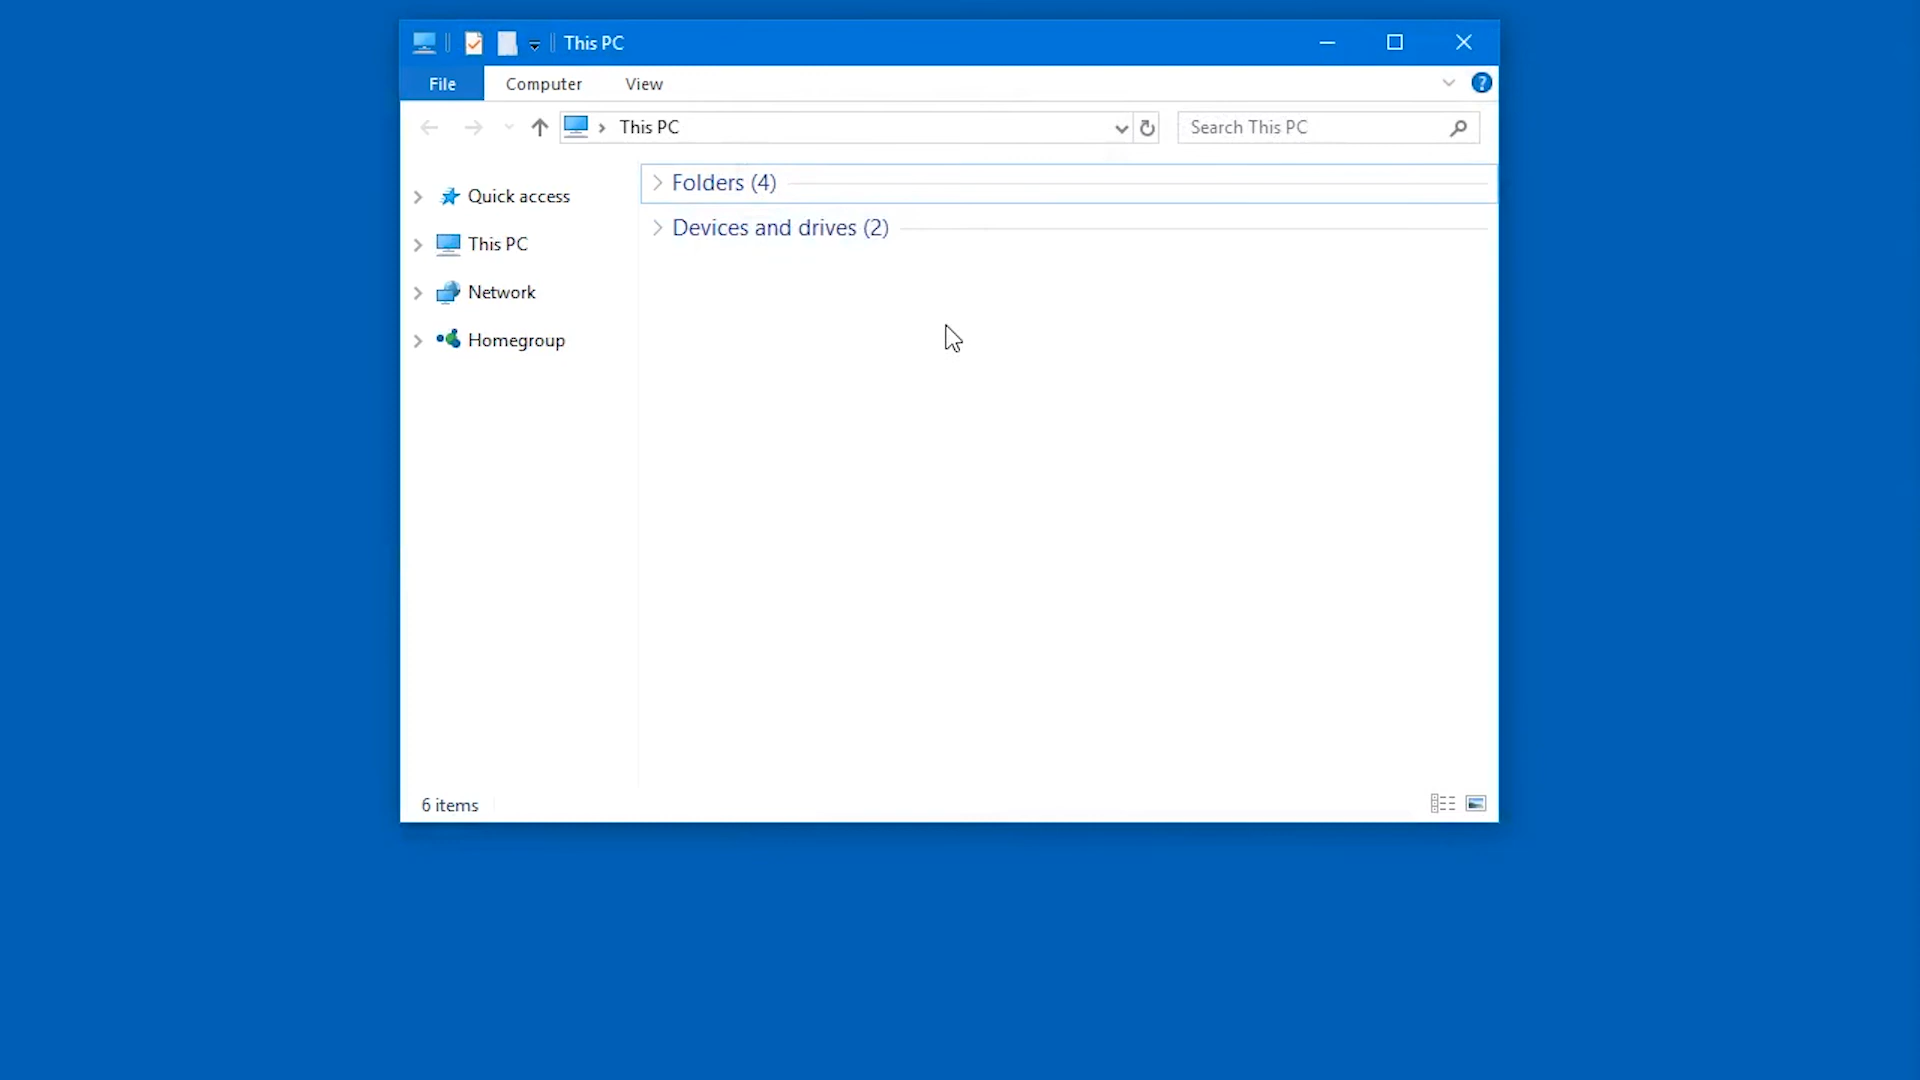 This PC
File Computer View
This PC
Search This PC
Quick access
This PC
Network
Homegroup
Folders (4)
Devices and drives (2)
6 items